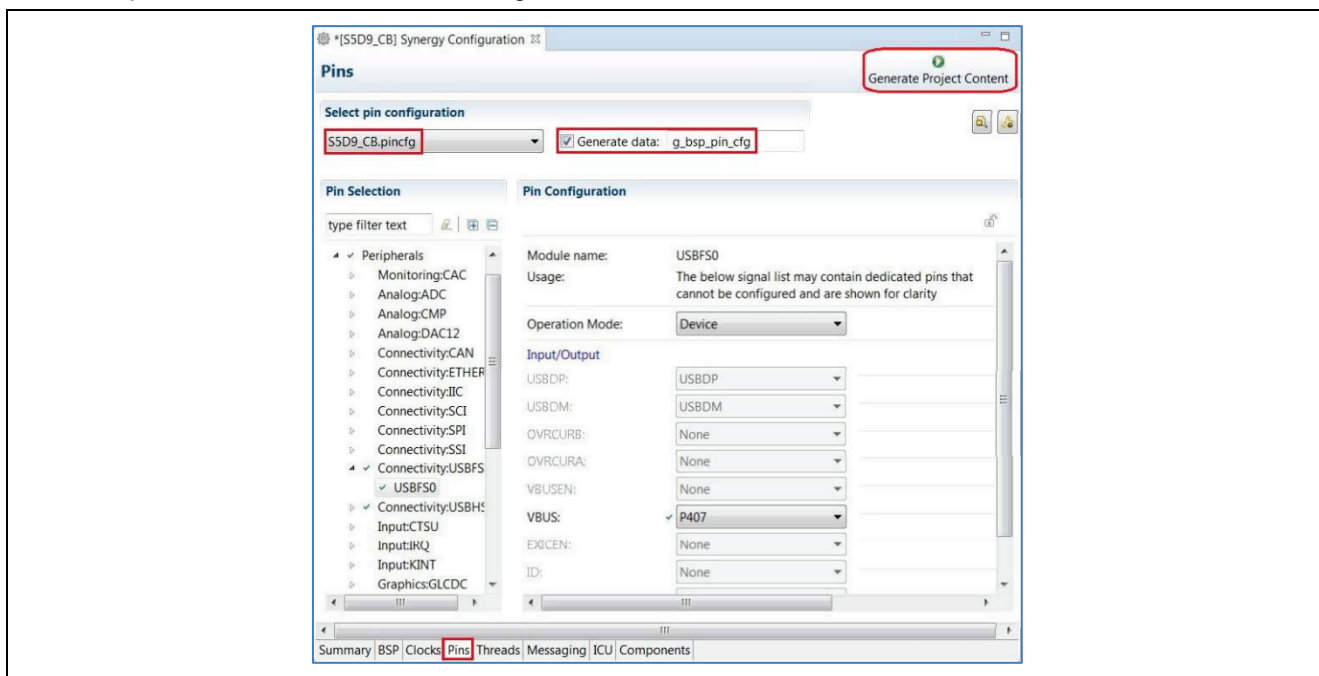 *[S5D9_CB] Synergy Configuration
Pins
Generate Project Content
Select pin configuration
S5D9_CB.pincfg
Generate data: g_bsp_pin_cfg
Pin Selection
type filter text
Peripherals
Monitoring:CAC
Analog:ADC
Analog:CMP
Analog:DAC12
Connectivity:CAN
Connectivity:ETHER
Connectivity:IIC
Connectivity:SCI
Connectivity:SPI
Connectivity:SSI
Connectivity:USBFS
USBFS0
Connectivity:USBHS
Input:CTSU
Input:IRQ
Input:KINT
Graphics:GLCDC
Pin Configuration
Module name: USBFS0
Usage: The below signal list may contain dedicated pins that
cannot be configured and are shown for clarity
Operation Mode: Device
Input/Output
USBDP: USBDP
USBDM: USBDM
OVRCURB: None
OVRCURA: None
VBUSEN: None
VBUS: P407
EXICEN: None
ID: None
Summary BSP Clocks Pins Threads Messaging ICU Components